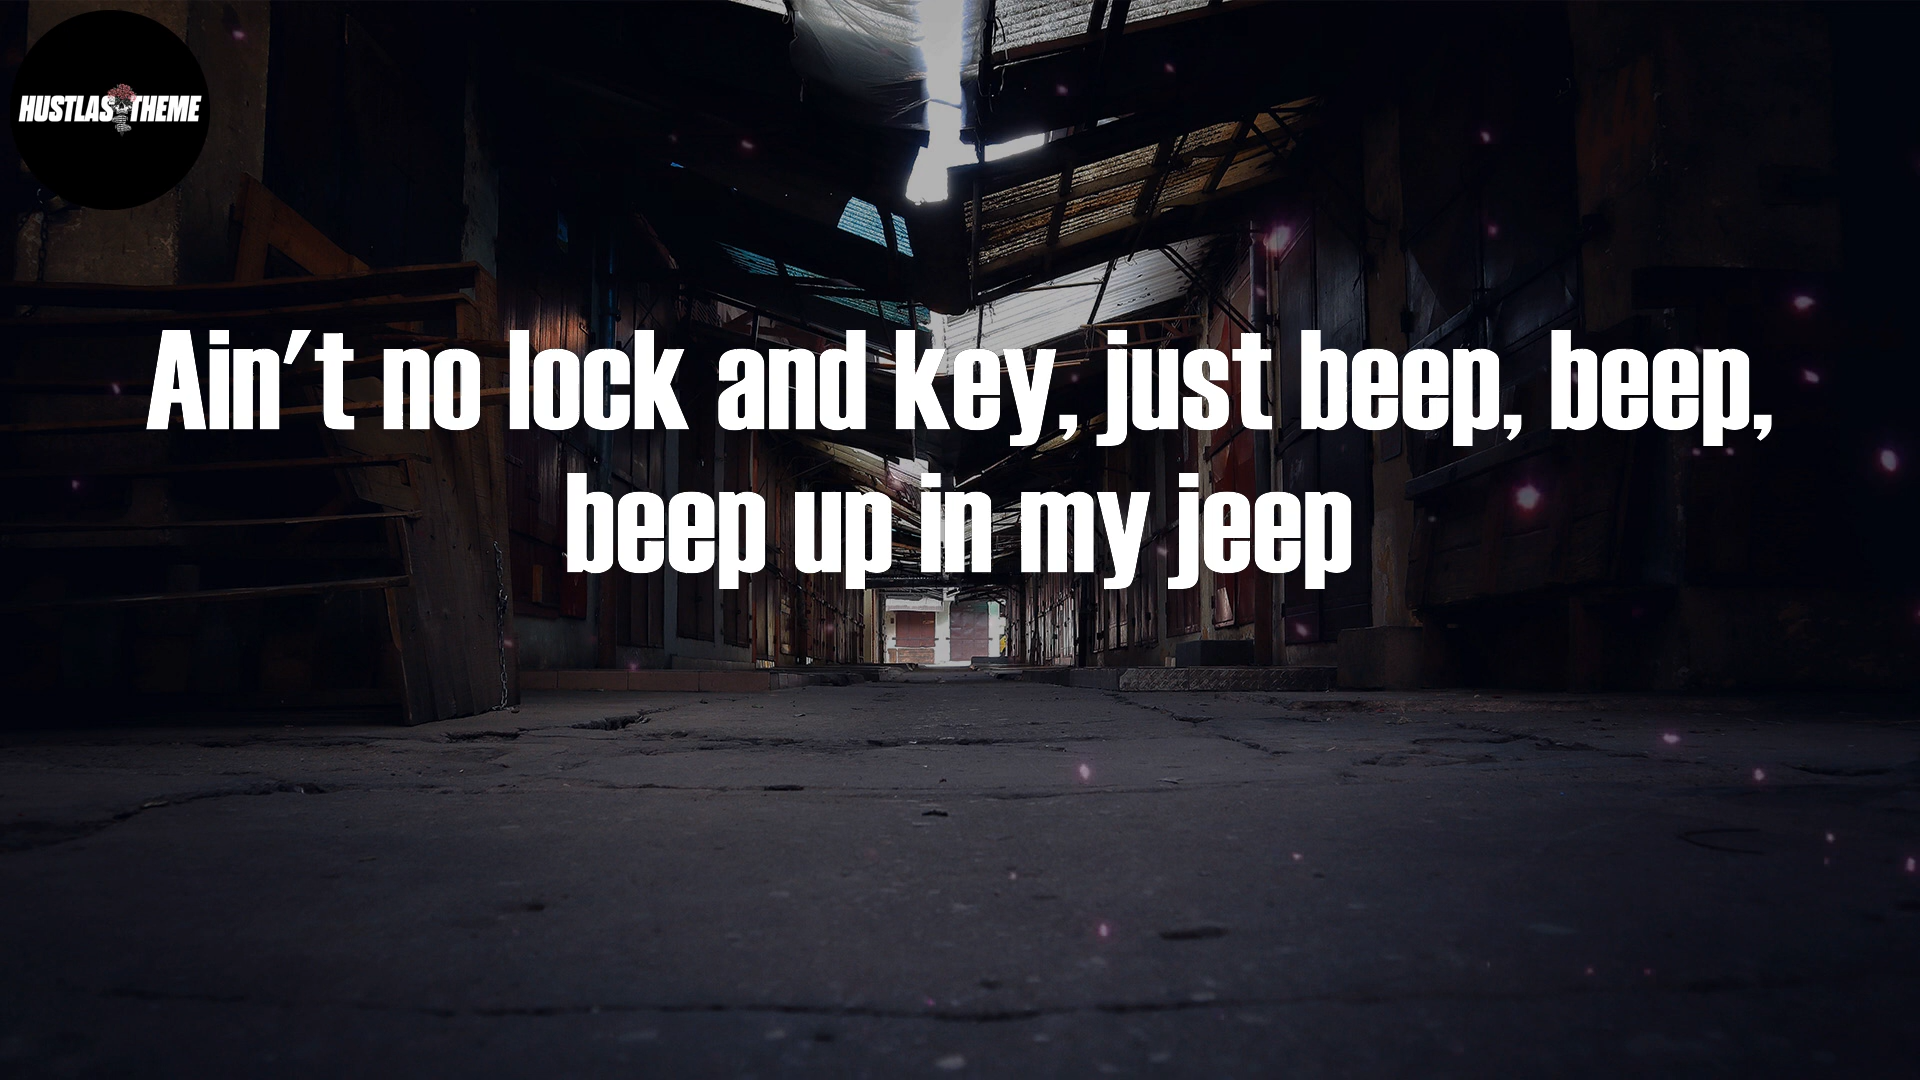 HUSTLAS THEME
Ain't no lock and key, just beep, beep,
beep up in my jeep